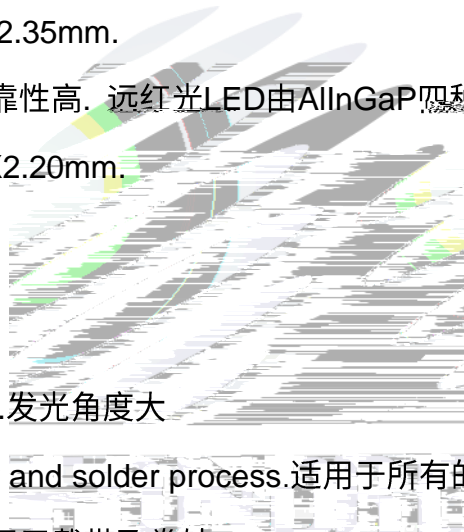 2.35mm.
靠性高. 远红光LED由AlInGaP四
2.20mm.
.发光角度大
and solder process.适用于所有的